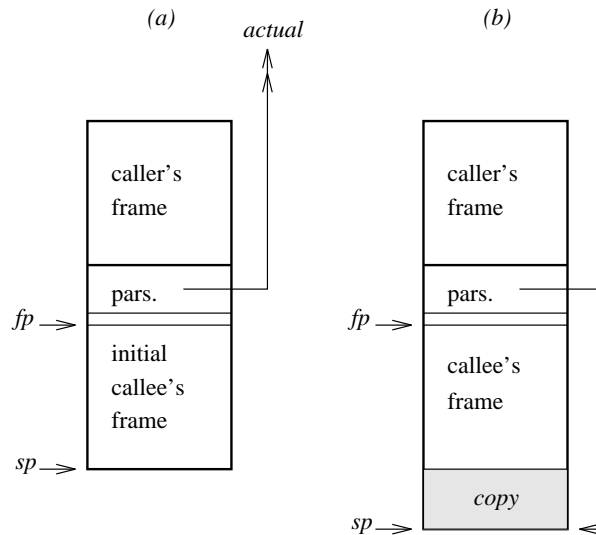 (a)
actual
caller's
frame
pars.
fp
initial
callee's
frame
sp
(b)
caller's
frame
pars.
fp
callee's
frame
copy
sp